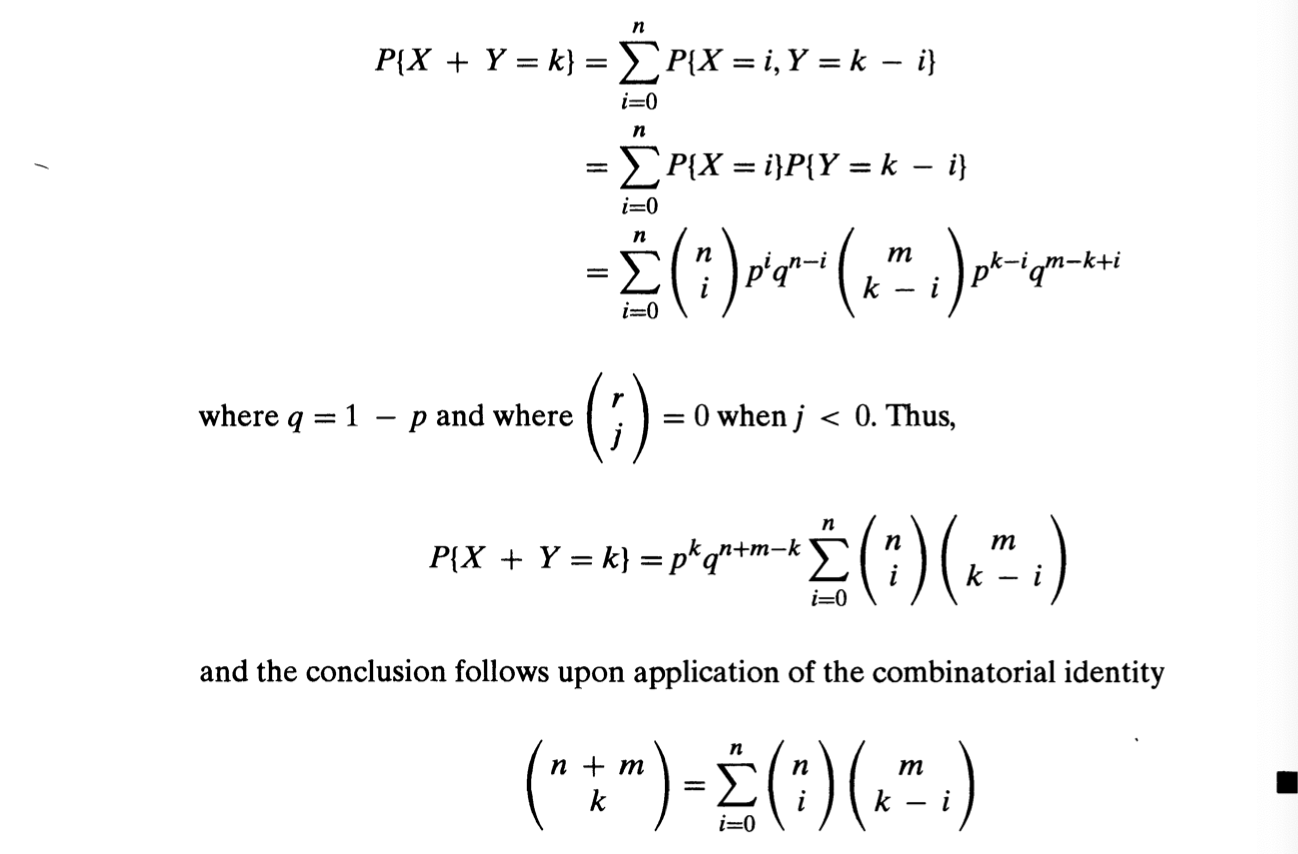 $$P\{X + Y = k\} = \sum_{i=0}^{n} P\{X = i, Y = k - i\}$$
$$= \sum_{i=0}^{n} P\{X = i\}P\{Y = k - i\}$$
$$= \sum_{i=0}^{n} \binom{n}{i} p^i q^{n-i} \binom{m}{k - i} p^{k-i} q^{m-k+i}$$
where $q = 1 - p$ and where $\binom{r}{j} = 0$ when $j < 0$. Thus,
$$P\{X + Y = k\} = p^k q^{n+m-k} \sum_{i=0}^{n} \binom{n}{i} \binom{m}{k - i}$$
and the conclusion follows upon application of the combinatorial identity
$$\binom{n + m}{k} = \sum_{i=0}^{n} \binom{n}{i} \binom{m}{k - i}$$ ■